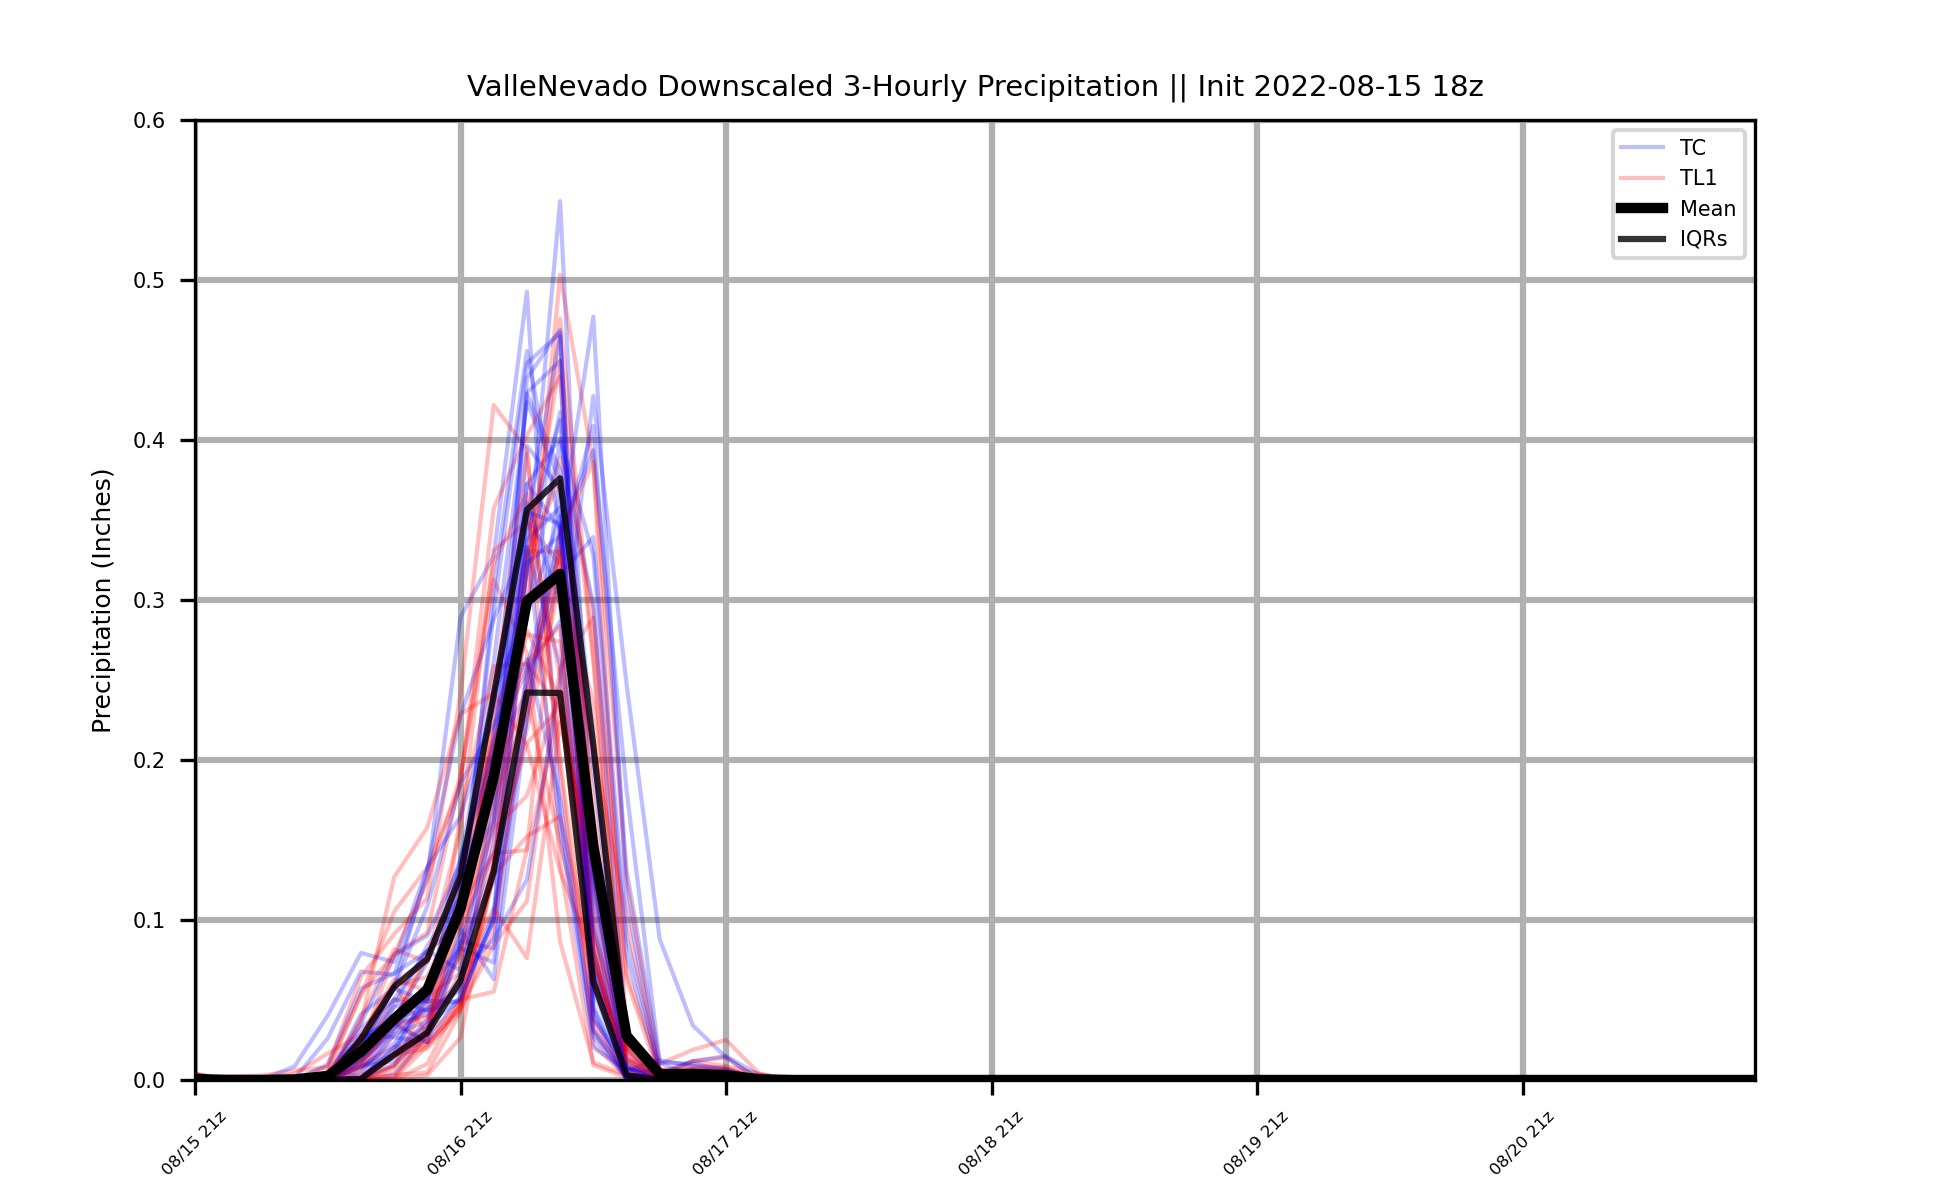 ValleNevado Downscaled 3-Hourly Precipitation || Init 2022-08-15 18z
Precipitation (Inches)
0.6
0.5
0.4
0.3
0.2
0.1
0.0
TC
TL1
Mean
IQRs
08/15 21z
08/16 21z
08/17 21z
08/18 21z
08/19 21z
08/20 21z